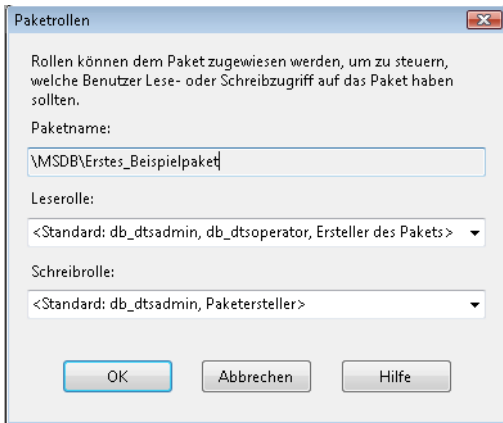 Paketrollen
Rollen können dem Paket zugewiesen werden, um zu steuern,
welche Benutzer Lese- oder Schreibzugriff auf das Paket haben
sollten.
Paketname:
\MSDB\Erstes_Beispielpaket
Leserolle:
<Standard: db_dtsadmin, db_dtsoperator, Ersteller des Pakets>
Schreibrolle:
<Standard: db_dtsadmin, Paketersteller>
OK Abbrechen Hilfe